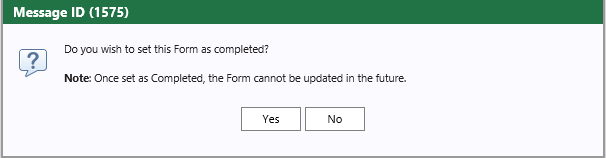 Message ID (1575)
Do you wish to set this Form as completed?
Note: Once set as Completed, the Form cannot be updated in the future.
Yes No